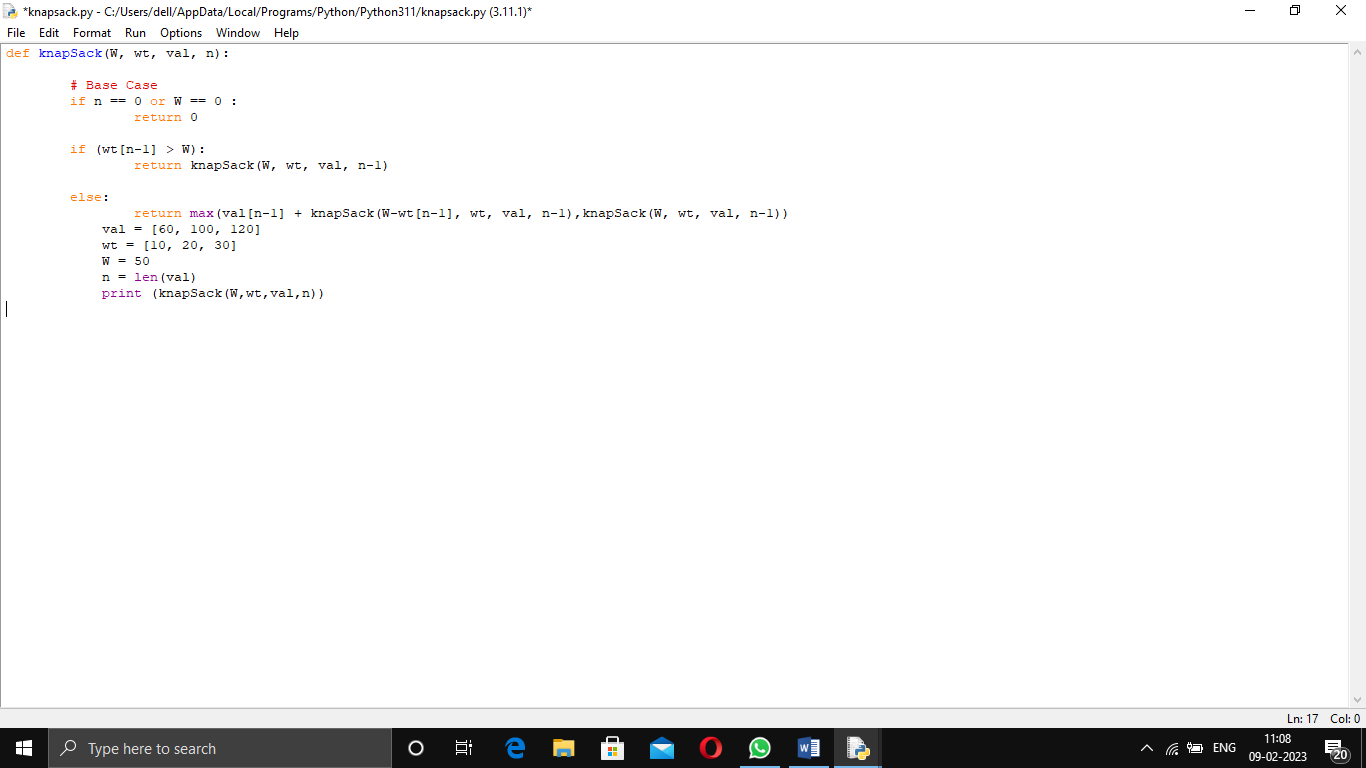 *knapsack.py - C:/Users/dell/AppData/Local/Programs/Python/Python311/knapsack.py (3.11.1)*
File Edit Format Run Options Window Help
def knapSack(W, wt, val, n):
# Base Case
if n == 0 or W == 0 :
return 0
if (wt[n-1] > W):
return knapSack(W, wt, val, n-1)
else:
return max(val[n-1] + knapSack(W-wt[n-1], wt, val, n-1),knapSack(W, wt, val, n-1))
val = [60, 100, 120]
wt = [10, 20, 30]
W = 50
n = len(val)
print (knapSack(W,wt,val,n))
Ln: 17 Col: 0
Type here to search
ENG
11:08
09-02-2023
20